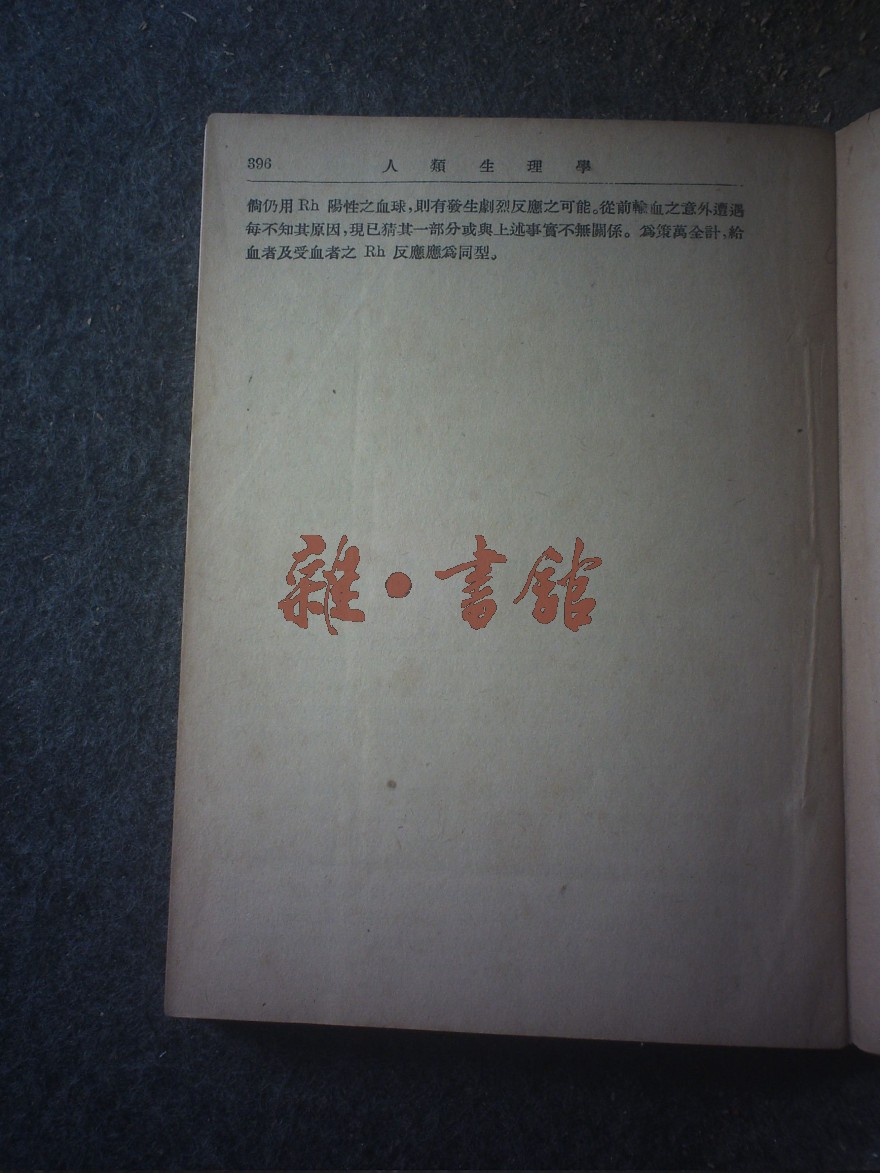 396 人類生理學
倘仍用 Rh 陽性之血球,則有發生劇烈反應之可能。從前輸血之意外遭遇
每不知其原因,現已猜其一部分或與上述事實不無關係。爲策萬全計,給
血者及受血者之 Rh 反應應爲同型。
雜·書館